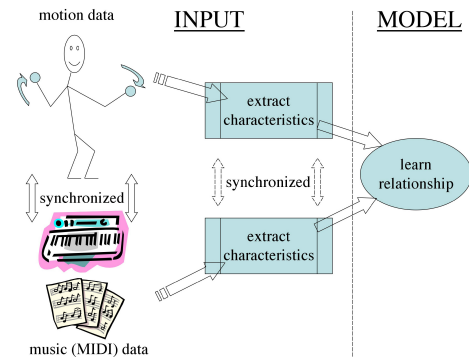 motion data
INPUT
MODEL
extract
characteristics
learn
relationship
synchronized
synchronized
extract
characteristics
music (MIDI) data